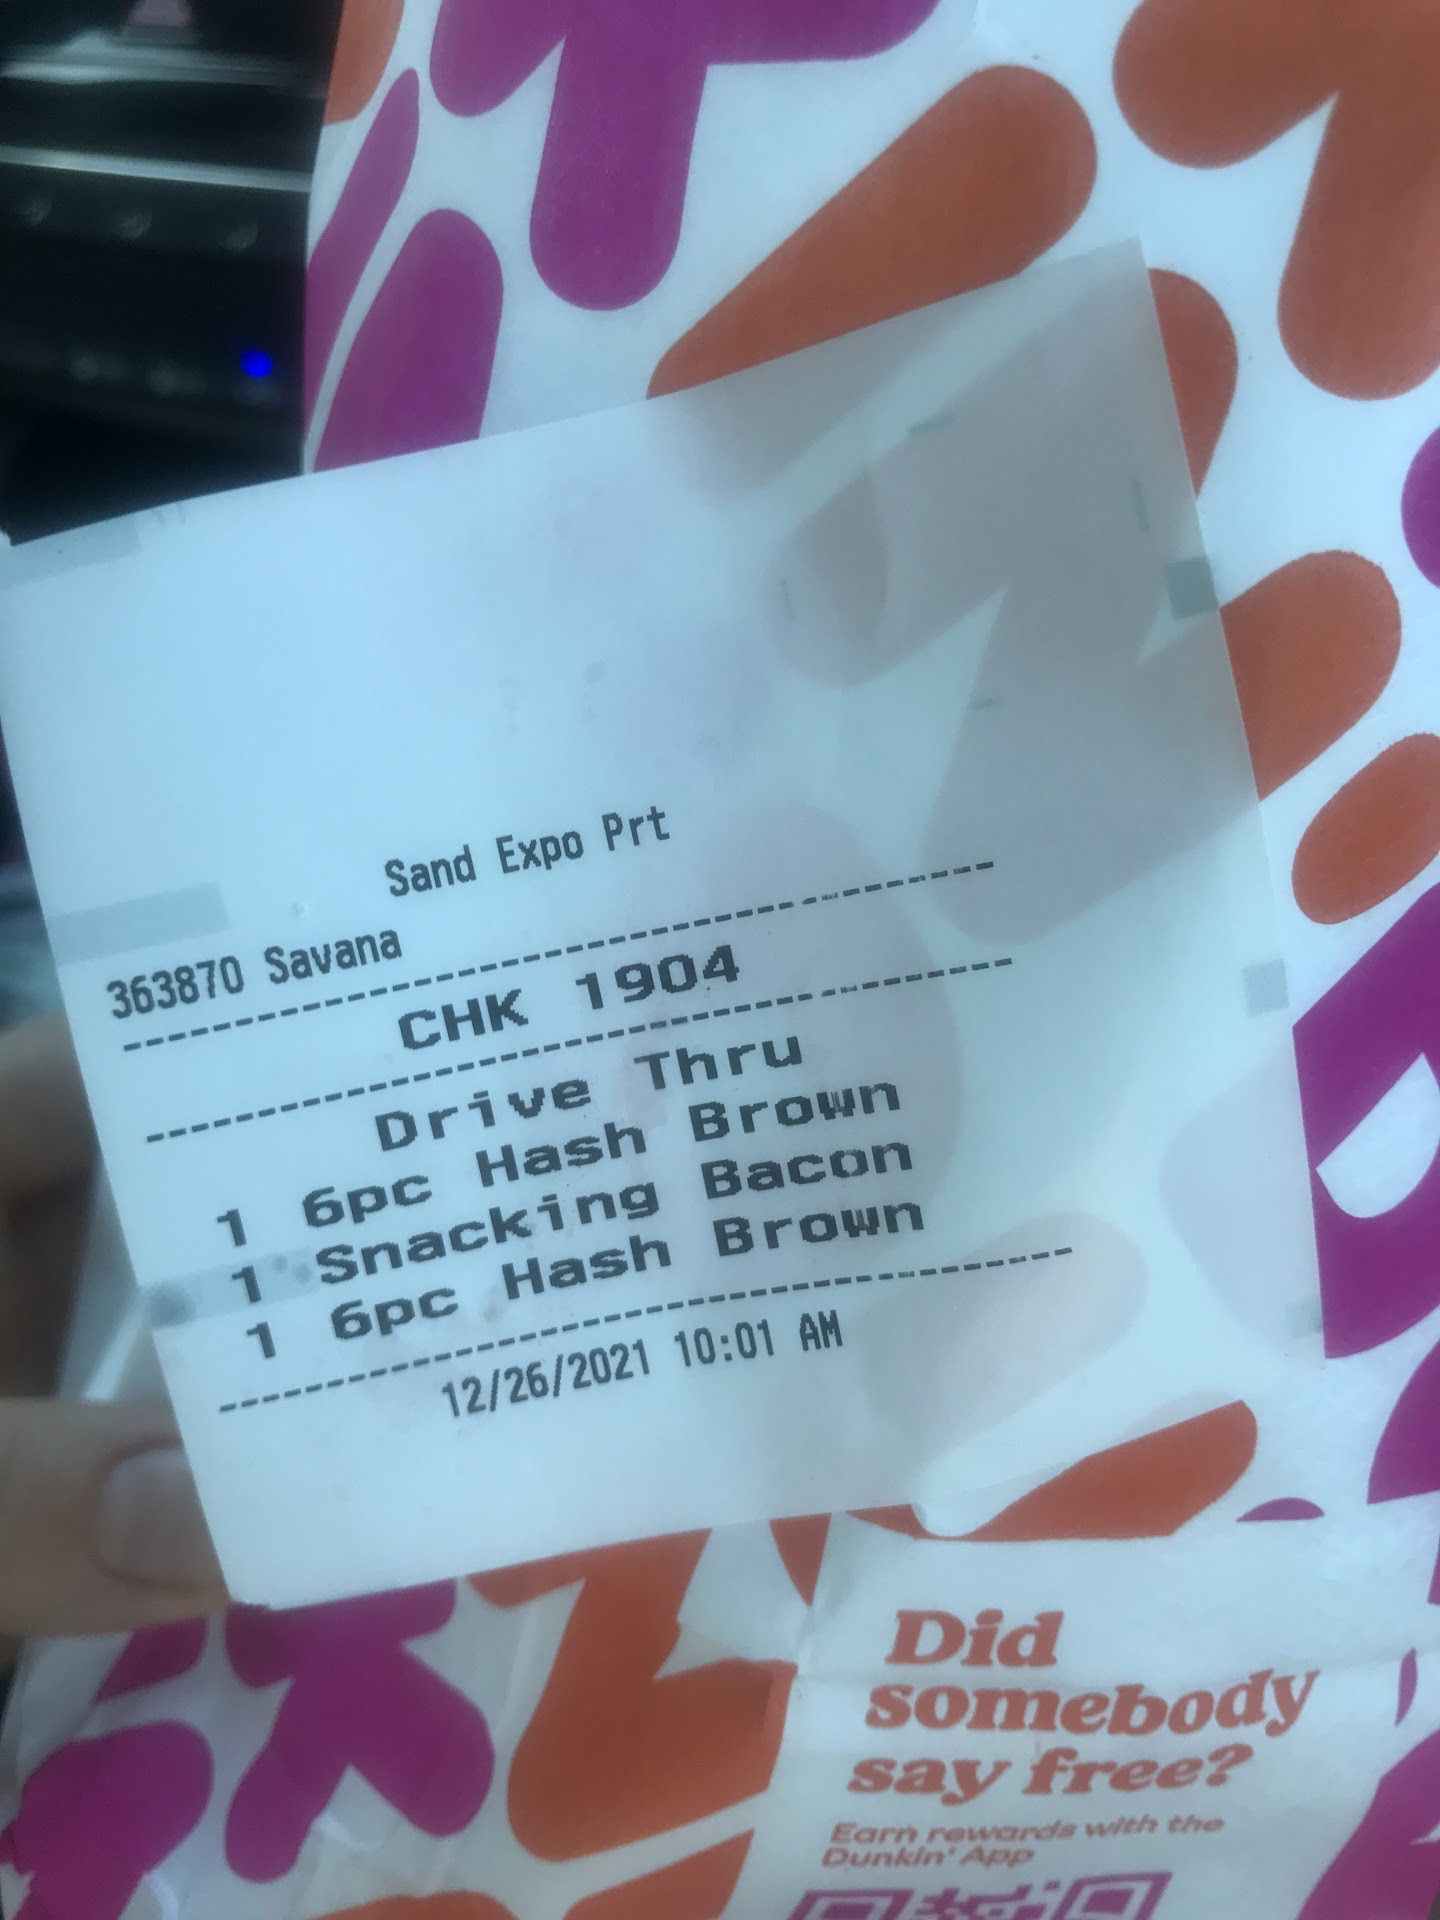 Sand Expo Prt
363870 Savana
----------------------------------------
CHK 1904
----------------------------------------
Drive Thru
1 6pc Hash Brown
1 Snacking Bacon
1 6pc Hash Brown
----------------------------------------
12/26/2021 10:01 AM
Did
somebody
say free?
Earn rewards with the
Dunkin' App